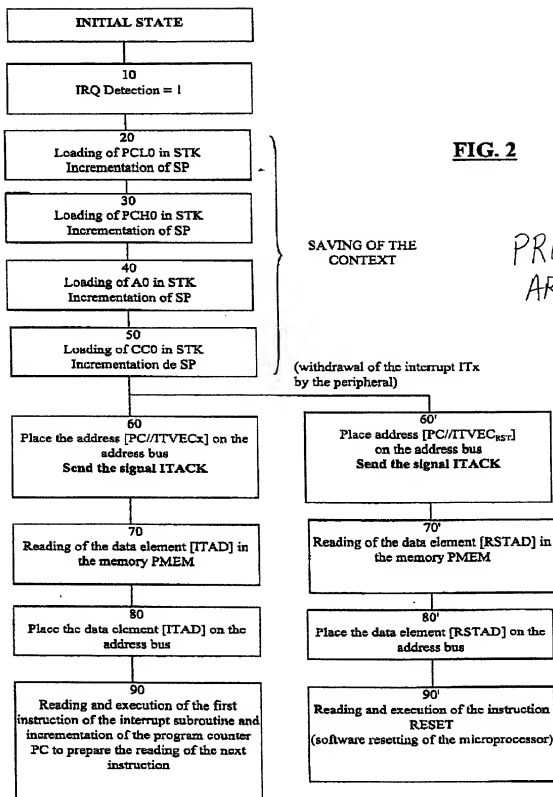 INITIAL STATE
10
IRQ Detection = 1
20
Loading of PCL0 in STK
Incrementation of SP
30
Loading of PCH0 in STK
Incrementation of SP
40
Loading of A0 in STK
Incrementation of SP
50
Loading of CC0 in STK
Incrementation de SP
FIG. 2
SAVING OF THE
CONTEXT
(withdrawal of the interrupt ITx
by the peripheral)
60
Place the address [PC//ITVECx] on the
address bus
Send the signal ITACK
70
Reading of the data element [ITAD] in
the memory PMEM
80
Place the data element [ITAD] on the
address bus
90
Reading and execution of the first
instruction of the interrupt subroutine and
incrementation of the program counter
PC to prepare the reading of the next
instruction
60'
Place address [PC//ITVECRST]
on the address bus
Send the signal ITACK
70'
Reading of the data element [RSTAD] in
the memory PMEM
80'
Place the data element [RSTAD] on the
address bus
90'
Reading and execution of the instruction
RESET
(software resetting of the microprocessor)